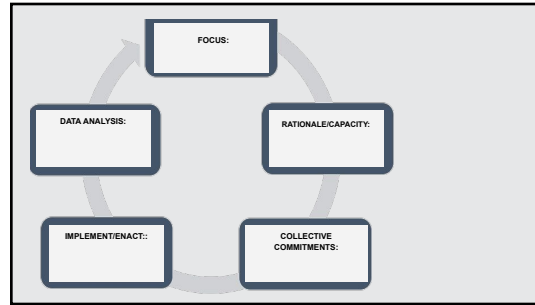 FOCUS:
RATIONALE/CAPACITY:
COLLECTIVE
COMMITMENTS:
IMPLEMENT/ENACT::
DATA ANALYSIS: